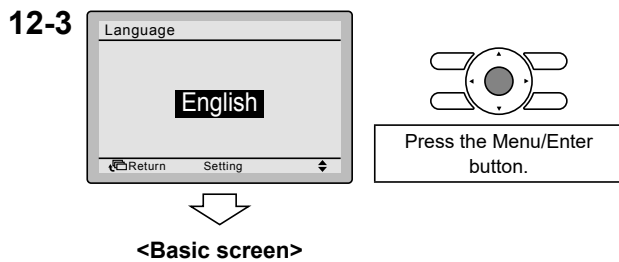 12-3
Language
English
Return Setting
Press the Menu/Enter
button.
<Basic screen>